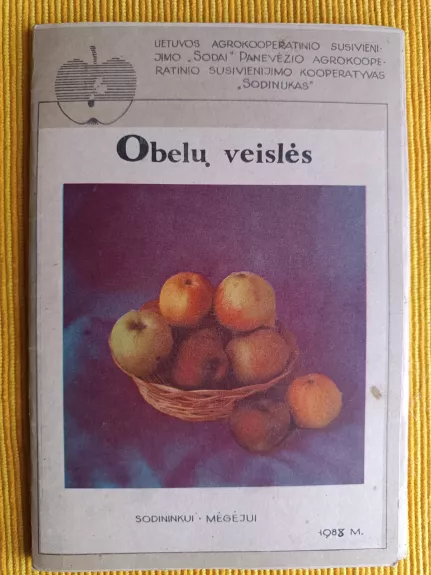 LIETUVOS AGROKOOPERATINIO SUSIVIENI-
JIMO „SODAI" PANEVĖŽIO AGROKOOPE-
RATINIO SUSIVIENIJIMO KOOPERATYVAS
„SODINUKAS"
Obelų veislės
SODININKUI - MĖGĖJUI
1988 M.